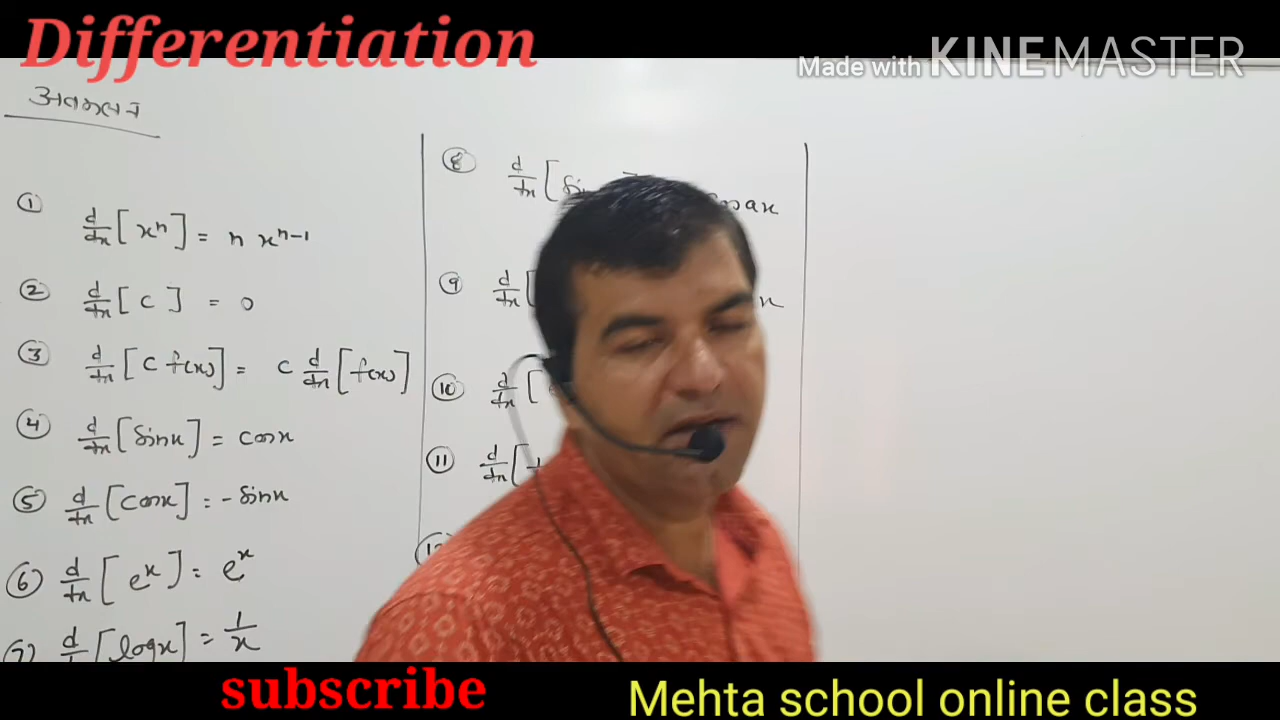 Differentiation
Made with KINEMASTER
अवकलन
① d/dx [xⁿ] = n xⁿ⁻¹
② d/dx [c] = 0
③ d/dx [c f(x)] = c d/dx [f(x)]
④ d/dx [sinx] = cosx
⑤ d/dx [cosx] = -sinx
⑥ d/dx [eˣ] = eˣ
7) d [logx] = 1/x
⑧ d/dx [sin
cosax
⑨ d/dx [
x
⑩ d/dx [
⑪ d/dx [
subscribe
Mehta school online class